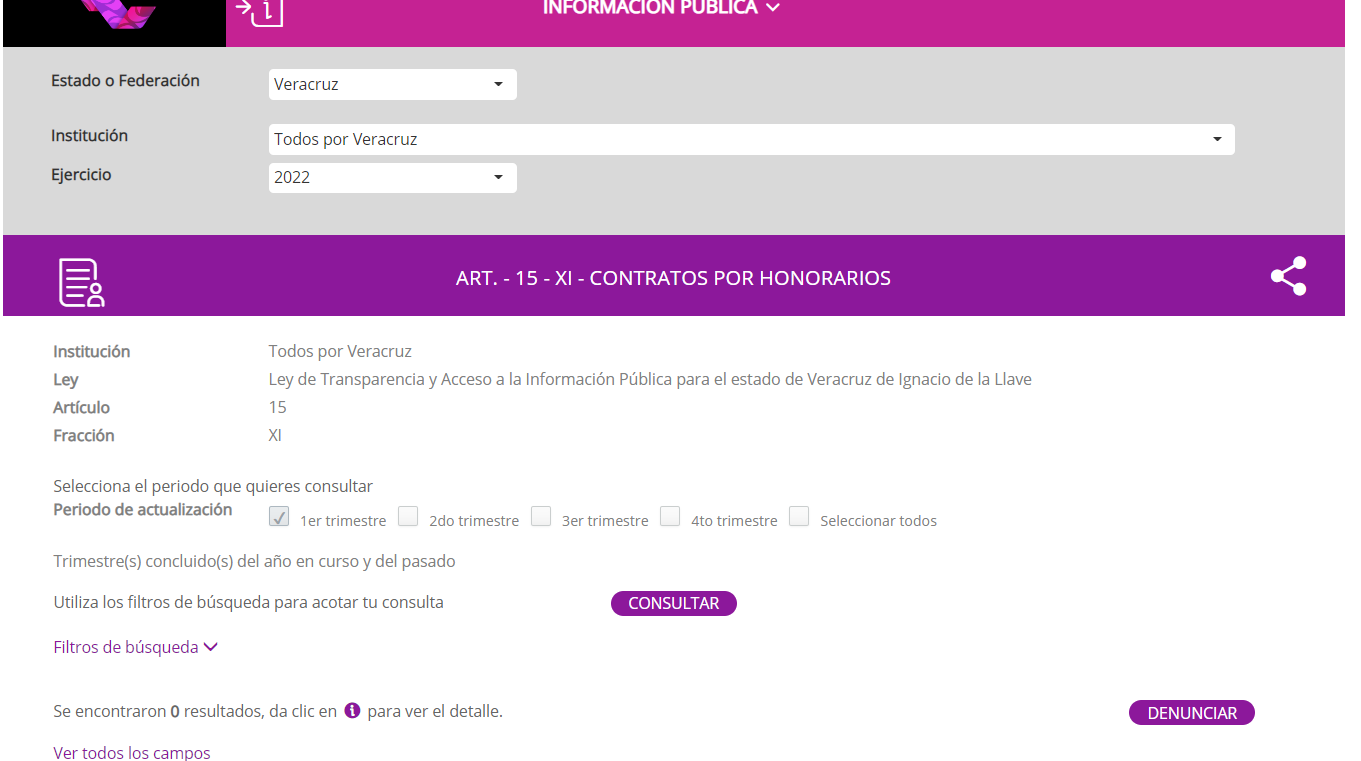 INFORMACIÓN PÚBLICA
Estado o Federación
Veracruz
Institución
Todos por Veracruz
Ejercicio
2022
ART. - 15 - XI - CONTRATOS POR HONORARIOS
Institución Todos por Veracruz
Ley Ley de Transparencia y Acceso a la Información Pública para el estado de Veracruz de Ignacio de la Llave
Artículo 15
Fracción XI
Selecciona el periodo que quieres consultar
Periodo de actualización 1er trimestre 2do trimestre 3er trimestre 4to trimestre Seleccionar todos
Trimestre(s) concluido(s) del año en curso y del pasado
Utiliza los filtros de búsqueda para acotar tu consulta CONSULTAR
Filtros de búsqueda
Se encontraron 0 resultados, da clic en i para ver el detalle. DENUNCIAR
Ver todos los campos